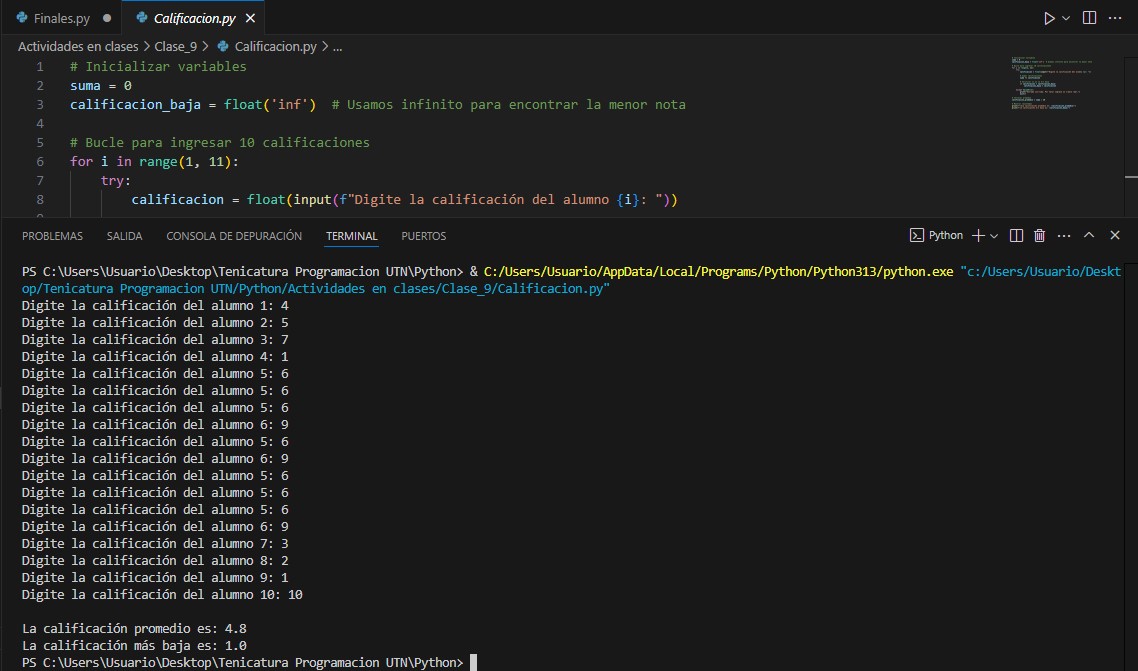 Finales.py
Calificacion.py
Actividades en clases > Clase_9 > Calificacion.py > ...
1 # Inicializar variables
2 suma = 0
3 calificacion_baja = float('inf')  # Usamos infinito para encontrar la menor nota
4
5 # Bucle para ingresar 10 calificaciones
6 for i in range(1, 11):
7     try:
8         calificacion = float(input(f"Digite la calificación del alumno {i}: "))
PROBLEMAS SALIDA CONSOLA DE DEPURACIÓN TERMINAL PUERTOS Python
PS C:\Users\Usuario\Desktop\Tenicatura Programacion UTN\Python> & C:/Users/Usuario/AppData/Local/Programs/Python/Python313/python.exe "c:/Users/Usuario/Deskt
op/Tenicatura Programacion UTN/Python/Actividades en clases/Clase_9/Calificacion.py"
Digite la calificación del alumno 1: 4
Digite la calificación del alumno 2: 5
Digite la calificación del alumno 3: 7
Digite la calificación del alumno 4: 1
Digite la calificación del alumno 5: 6
Digite la calificación del alumno 5: 6
Digite la calificación del alumno 5: 6
Digite la calificación del alumno 6: 9
Digite la calificación del alumno 5: 6
Digite la calificación del alumno 6: 9
Digite la calificación del alumno 5: 6
Digite la calificación del alumno 5: 6
Digite la calificación del alumno 5: 6
Digite la calificación del alumno 6: 9
Digite la calificación del alumno 7: 3
Digite la calificación del alumno 8: 2
Digite la calificación del alumno 9: 1
Digite la calificación del alumno 10: 10
La calificación promedio es: 4.8
La calificación más baja es: 1.0
PS C:\Users\Usuario\Desktop\Tenicatura Programacion UTN\Python>